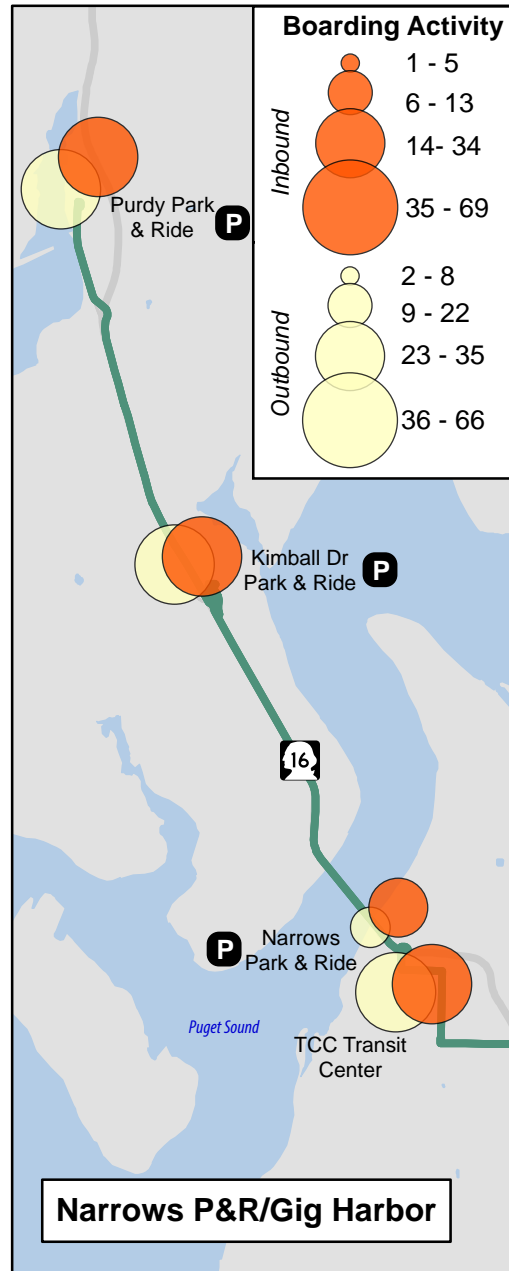 Boarding Activity
Inbound
1 - 5
6 - 13
14- 34
35 - 69
Outbound
2 - 8
9 - 22
23 - 35
36 - 66
Purdy Park
& Ride
P
Kimball Dr
Park & Ride
P
16
P
Narrows
Park & Ride
Puget Sound
TCC Transit
Center
Narrows P&R/Gig Harbor